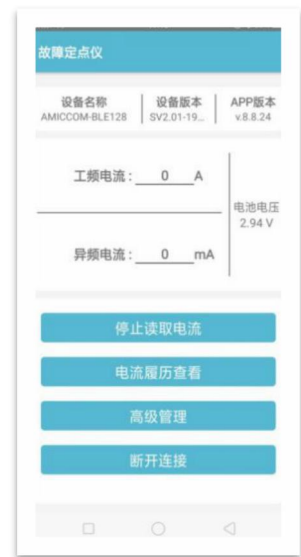 故障定点仪
设备名称 设备版本 APP版本
AMICCOM-BLE128 SV2.01-19... v.8.8.24
工频电流: 0 A
电池电压
2.94 V
异频电流: 0 mA
停止读取电流
电流履历查看
高级管理
断开连接